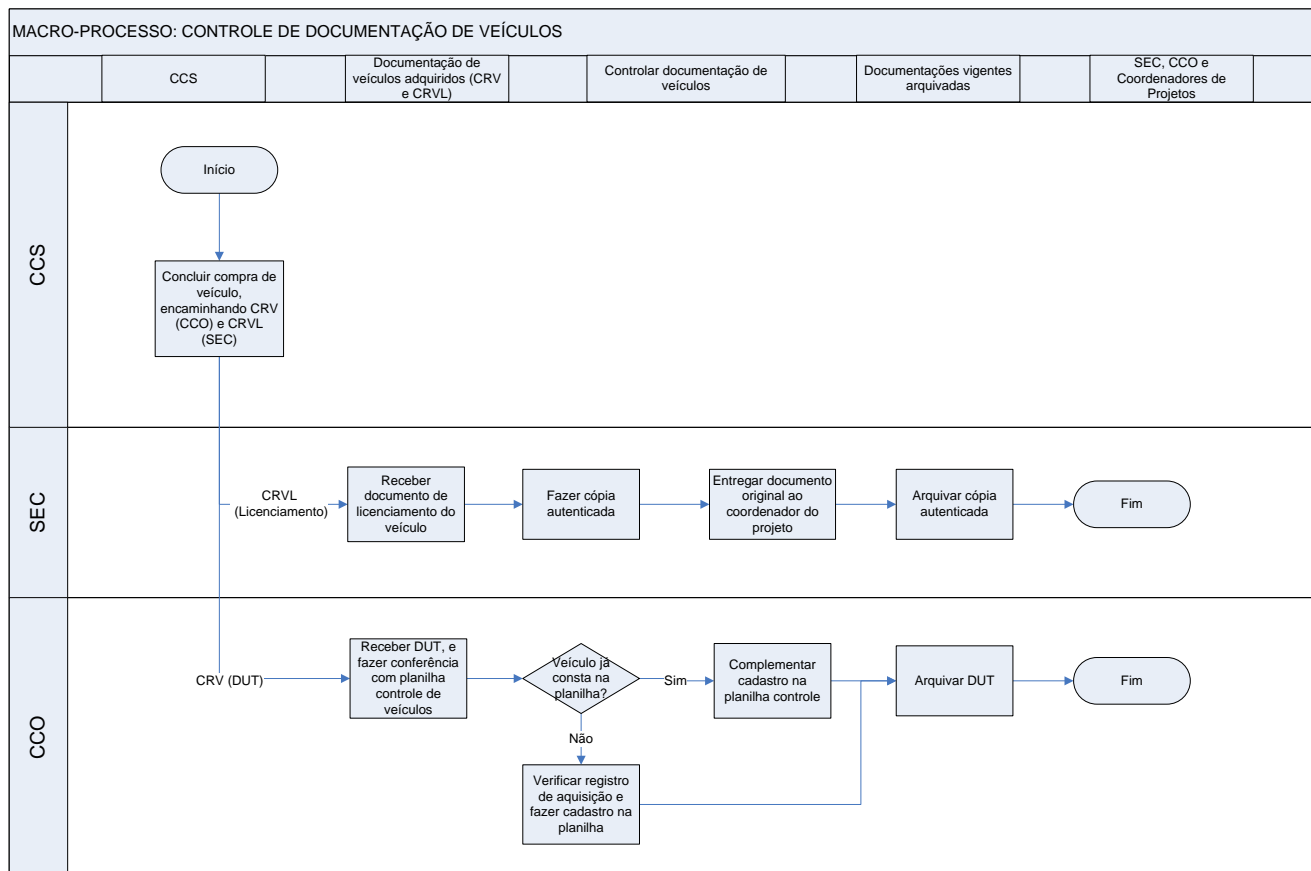 MACRO-PROCESSO: CONTROLE DE DOCUMENTAÇÃO DE VEÍCULOS
CCS
Documentação de
veículos adquiridos (CRV
e CRVL)
Controlar documentação de
veículos
Documentações vigentes
arquivadas
SEC, CCO e
Coordenadores de
Projetos
CCS
Início
Concluir compra de
veículo,
encaminhando CRV
(CCO) e CRVL
(SEC)
SEC
CRVL
(Licenciamento)
Receber
documento de
licenciamento do
veículo
Fazer cópia
autenticada
Entregar documento
original ao
coordenador do
projeto
Arquivar cópia
autenticada
Fim
CCO
CRV (DUT)
Receber DUT, e
fazer conferência
com planilha
controle de
veículos
Veículo já
consta na
planilha?
Sim
Complementar
cadastro na
planilha controle
Arquivar DUT
Fim
Não
Verificar registro
de aquisição e
fazer cadastro na
planilha